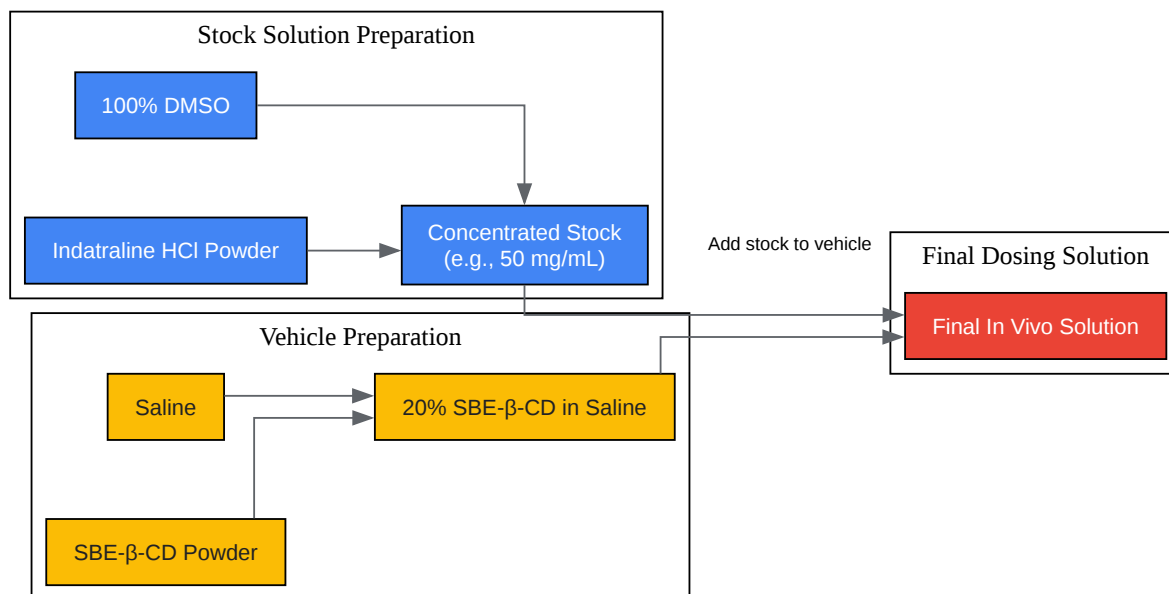 Stock Solution Preparation
100% DMSO
Indatraline HCl Powder
Concentrated Stock
(e.g., 50 mg/mL)
Add stock to vehicle
Final Dosing Solution
Final In Vivo Solution
Vehicle Preparation
Saline
20% SBE-β-CD in Saline
SBE-β-CD Powder